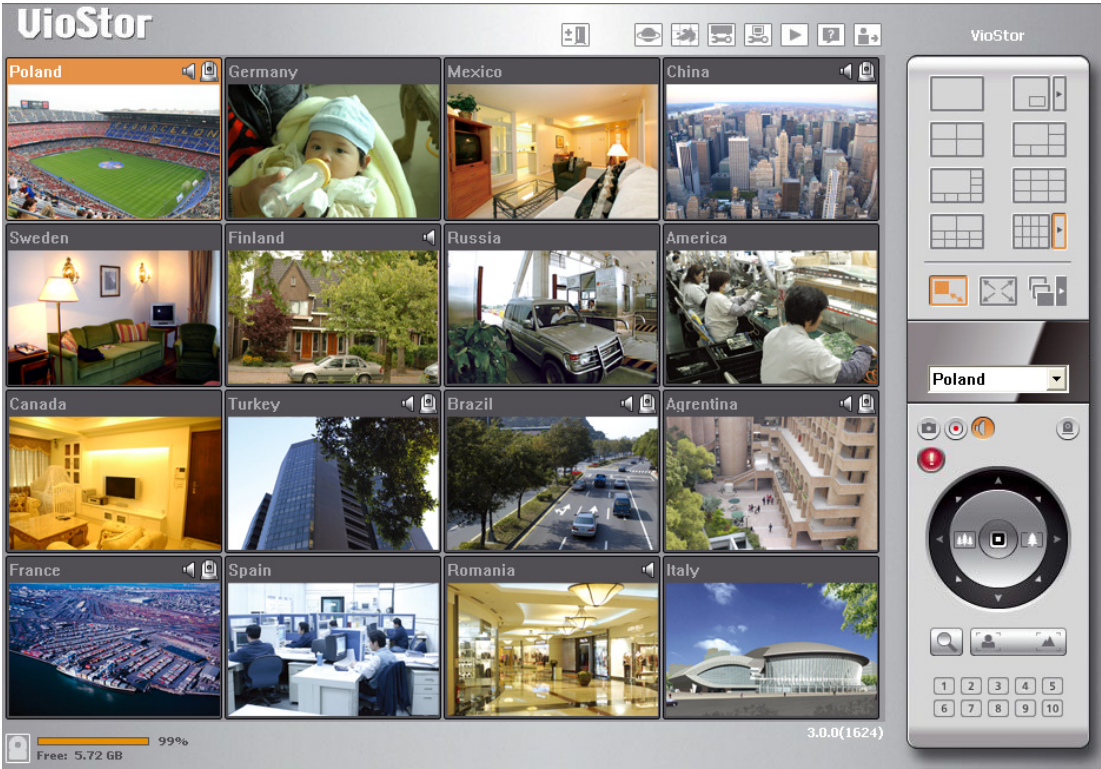 VioStor
VioStor
Poland
Germany
Mexico
China
Sweden
Finland
Russia
America
Canada
Turkey
Brazil
Agrentina
France
Spain
Romania
Italy
Poland
1 2 3 4 5
6 7 8 9 10
99%
Free: 5.72 GB
3.0.0(1624)